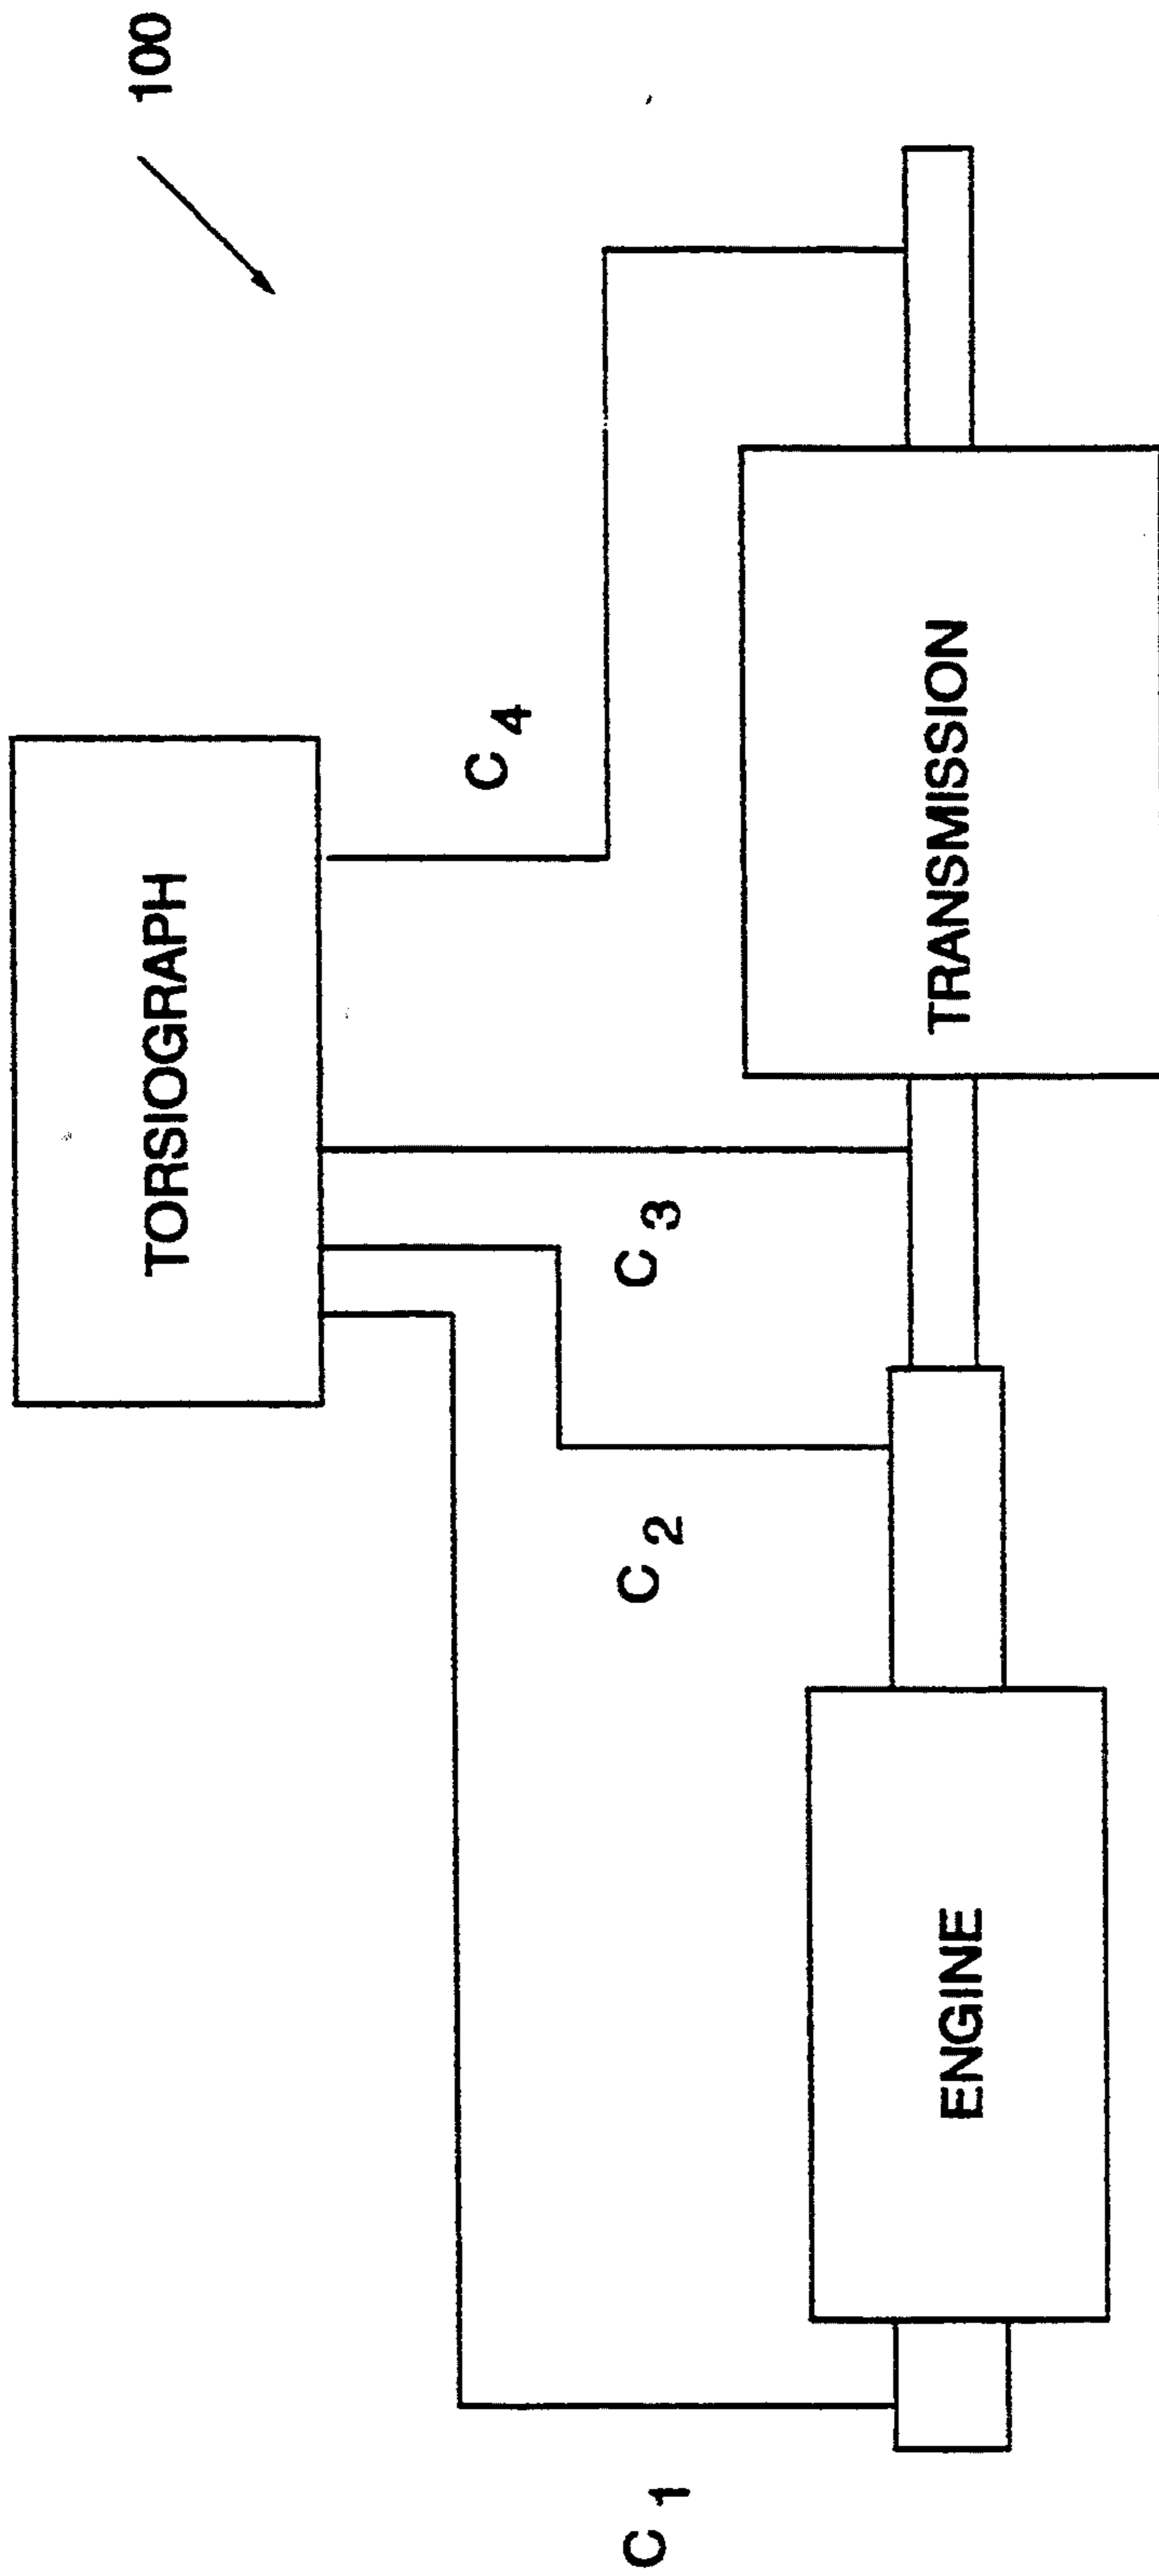 100
TORSIOGRAPH
C 4
C 3
C 2
C 1
TRANSMISSION
ENGINE